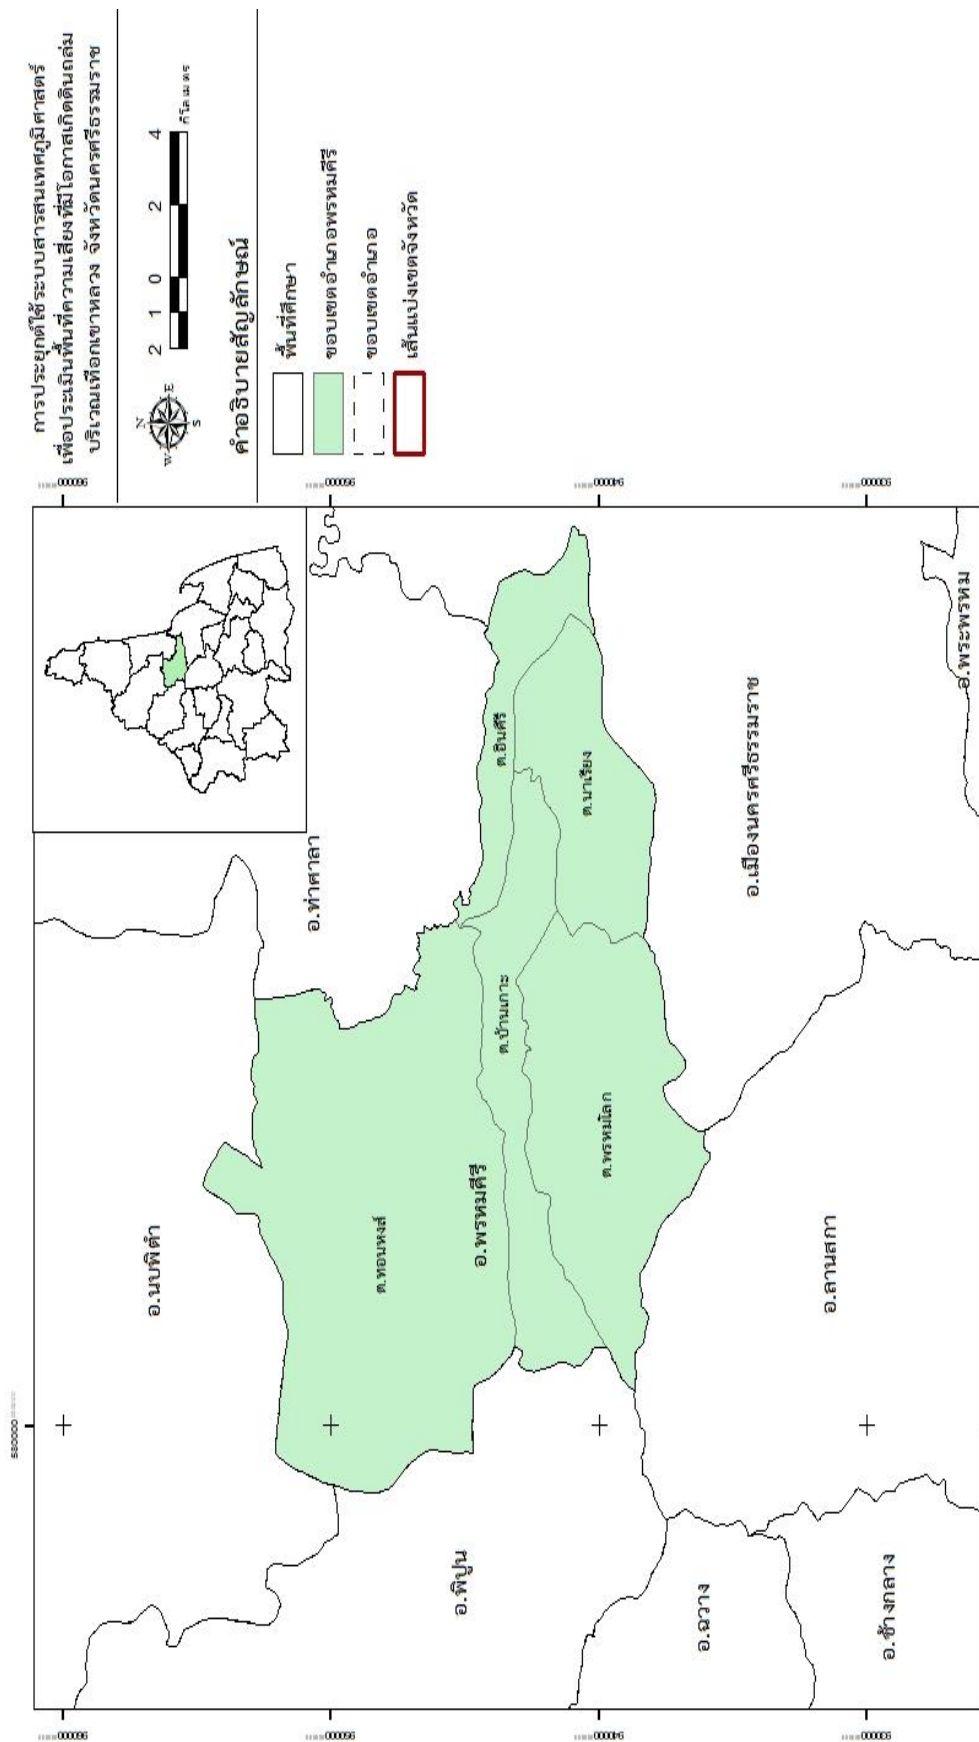 การประยุกต์ใช้ระบบสารสนเทศภูมิศาสตร์
เพื่อประเมินพื้นที่ความเสี่ยงที่มีโอกาสเกิดดินถล่ม
บริเวณเทือกเขาหลวง จังหวัดนครศรีธรรมราช
N
W
E
S
2 1 0 2 4
กิโลเมตร
คำอธิบายสัญลักษณ์
พื้นที่ศึกษา
ขอบเขตอำเภอพรหมคีรี
ขอบเขตอำเภอ
เส้นแบ่งเขตจังหวัด
อ.นบพิตำ
อ.ท่าศาลา
ต.ทอนหงส์
อ.พรหมคีรี
ต.บ้านเกาะ
ต.อินคีรี
ต.นาเรียง
ต.พรหมโลก
อ.พิปูน
อ.ฉวาง
อ.ช้างกลาง
อ.ลานสกา
อ.เมืองนครศรีธรรมราช
อ.พระพรหม